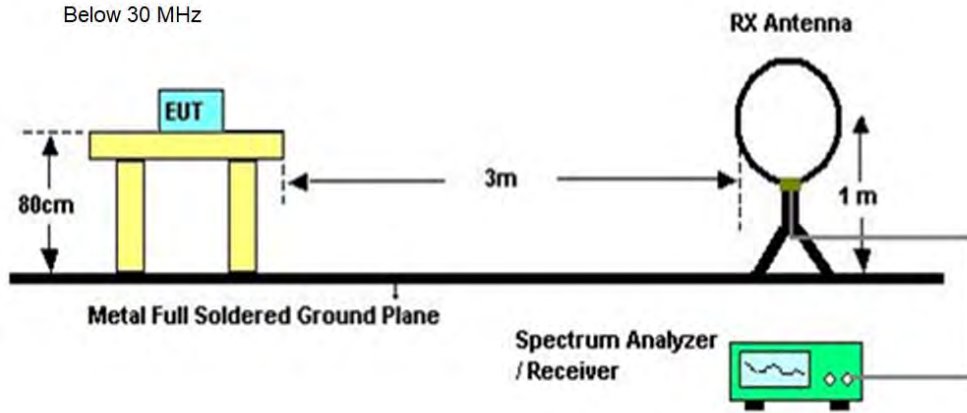 Below 30 MHz
RX Antenna
EUT
3m
80cm
1 m
Metal Full Soldered Ground Plane
Spectrum Analyzer
/ Receiver